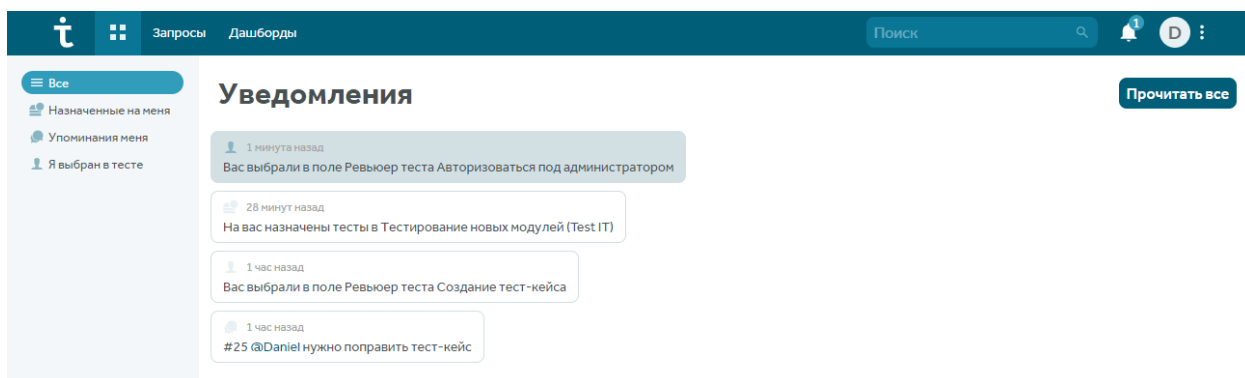 Запросы Дашборды Поиск 1 D
Все
Назначенные на меня
Упоминания меня
Я выбран в тесте
Уведомления
Прочитать все
1 минута назад
Вас выбрали в поле Ревьюер теста Авторизоваться под администратором
28 минут назад
На вас назначены тесты в Тестирование новых модулей (Test IT)
1 час назад
Вас выбрали в поле Ревьюер теста Создание тест-кейса
1 час назад
#25 @Daniel нужно поправить тест-кейс